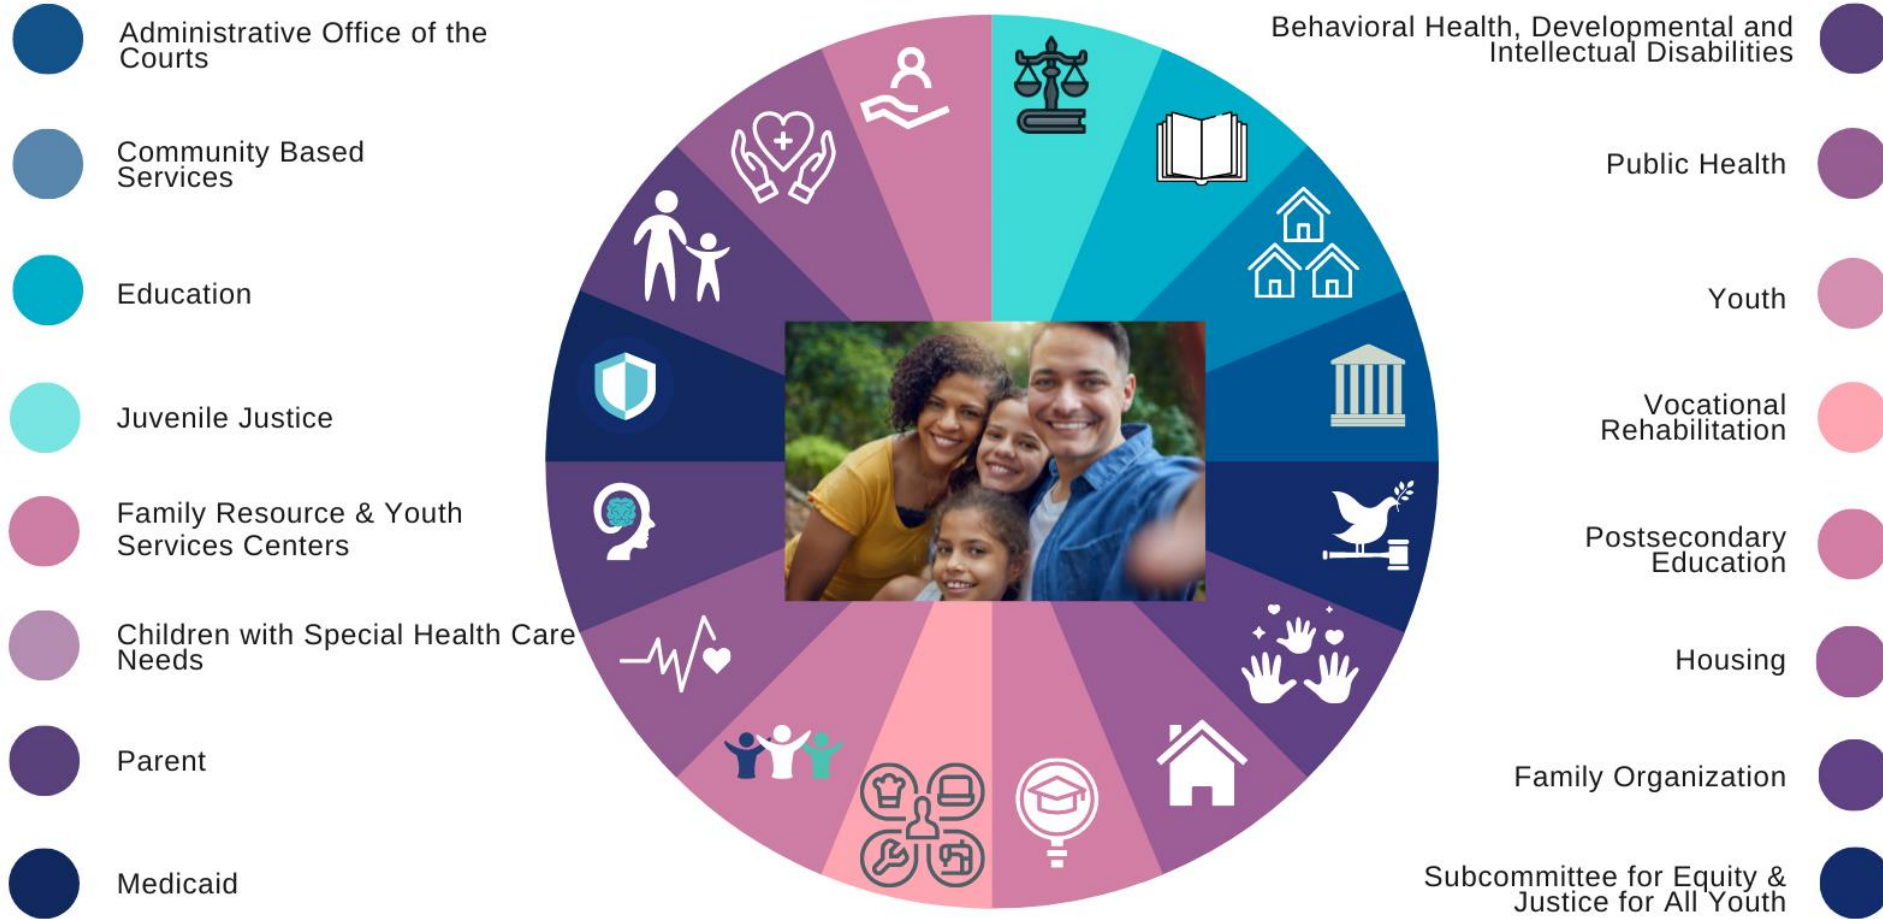 Administrative Office of the
Courts
Community Based
Services
Education
Juvenile Justice
Family Resource & Youth
Services Centers
Children with Special Health Care
Needs
Parent
Medicaid
Behavioral Health, Developmental and
Intellectual Disabilities
Public Health
Youth
Vocational
Rehabilitation
Postsecondary
Education
Housing
Family Organization
Subcommittee for Equity &
Justice for All Youth